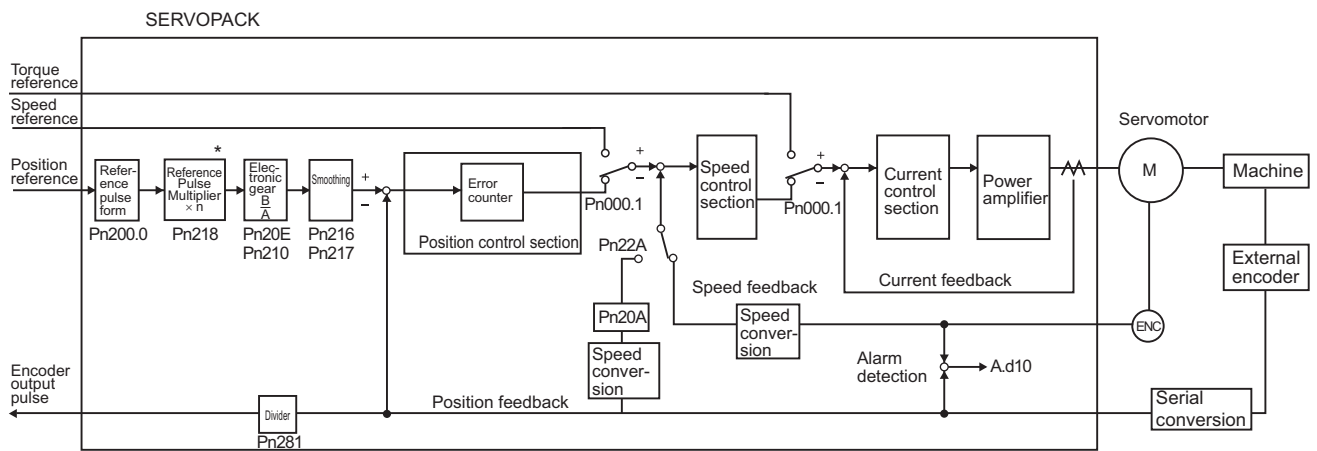 SERVOPACK
Torque
reference
Speed
reference
Position
reference
Refer-
ence
pulse
form
Pn200.0
*
Reference
Pulse
Multiplier
× n
Pn218
Elec-
tronic
gear
B
A
Pn20E
Pn210
Smoothing
Pn216
Pn217
+
−
Error
counter
Position control section
Pn000.1
+
−
Pn22A
Pn20A
Speed
conver-
sion
Speed
control
section
Pn000.1
+
−
Current
control
section
Power
amplifier
Current feedback
Speed feedback
Speed
conver-
sion
Servomotor
M
ENC
Machine
External
encoder
Serial
conversion
Alarm
detection
A.d10
Position feedback
Encoder
output
pulse
Divider
Pn281